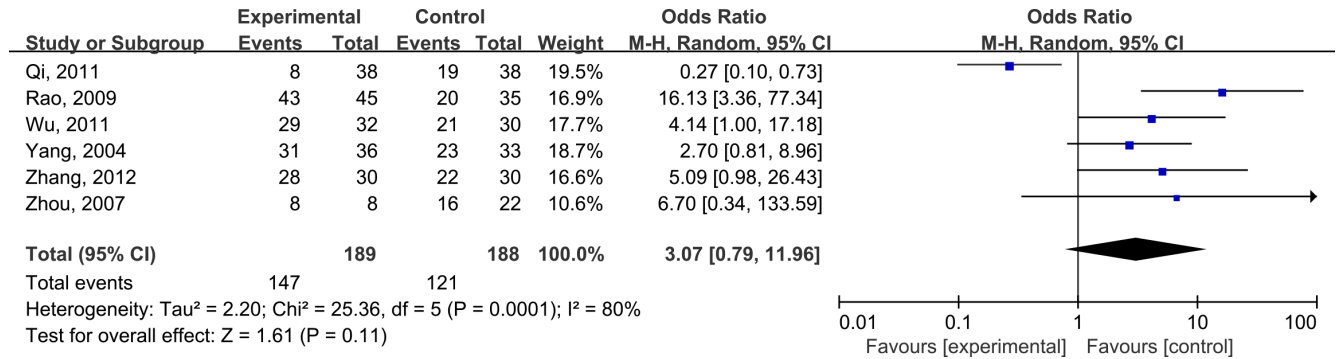 Experimental Control Odds Ratio Odds Ratio
Study or Subgroup Events Total Events Total Weight M-H, Random, 95% CI M-H, Random, 95% CI
Qi, 2011 8 38 19 38 19.5% 0.27 [0.10, 0.73]
Rao, 2009 43 45 20 35 16.9% 16.13 [3.36, 77.34]
Wu, 2011 29 32 21 30 17.7% 4.14 [1.00, 17.18]
Yang, 2004 31 36 23 33 18.7% 2.70 [0.81, 8.96]
Zhang, 2012 28 30 22 30 16.6% 5.09 [0.98, 26.43]
Zhou, 2007 8 8 16 22 10.6% 6.70 [0.34, 133.59]
Total (95% CI) 189 188 100.0% 3.07 [0.79, 11.96]
Total events 147 121
Heterogeneity: Tau² = 2.20; Chi² = 25.36, df = 5 (P = 0.0001); I² = 80%
Test for overall effect: Z = 1.61 (P = 0.11)
0.01 0.1 1 10 100
Favours [experimental] Favours [control]